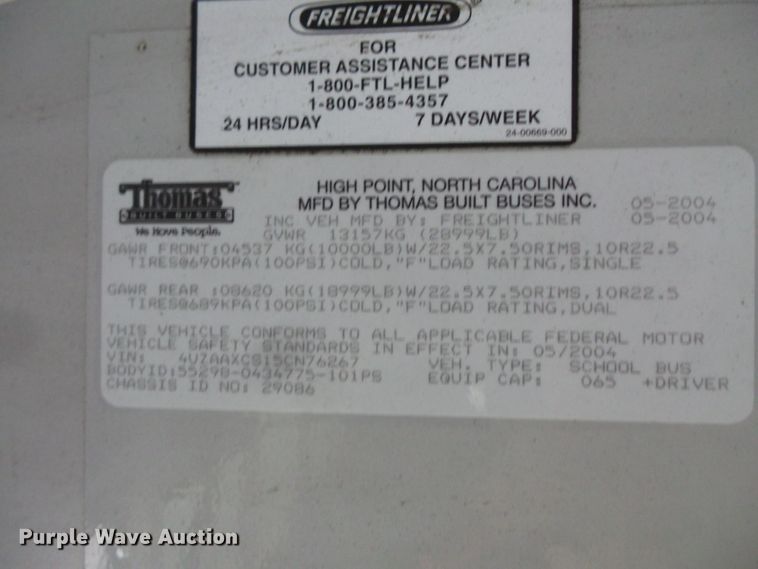 FREIGHTLINER
FOR
CUSTOMER ASSISTANCE CENTER
1-800-FTL-HELP
1-800-385-4357
24 HRS/DAY 7 DAYS/WEEK
24-00669-000
Thomas
BUILT BUSES
We Move People.
HIGH POINT, NORTH CAROLINA
MFD BY THOMAS BUILT BUSES INC. 05-2004
INC VEH MFD BY: FREIGHTLINER 05-2004
GVWR 13157KG (28999LB)
GAWR FRONT:04537 KG(10000LB)W/22.5X7.50RIMS,10R22.5
TIRES@690KPA(100PSI)COLD,"F"LOAD RATING,SINGLE
GAWR REAR :08620 KG(18999LB)W/22.5X7.50RIMS,10R22.5
TIRES@689KPA(100PSI)COLD,"F"LOAD RATING,DUAL
THIS VEHICLE CONFORMS TO ALL APPLICABLE FEDERAL MOTOR
VEHICLE SAFETY STANDARDS IN EFFECT IN: 05/2004
VIN: 4UZAAXCS15CN76267 VEH. TYPE: SCHOOL BUS
BODYID:55298-0434775-101PS EQUIP CAP: 065 +DRIVER
CHASSIS ID NO: 29086
Purple Wave Auction